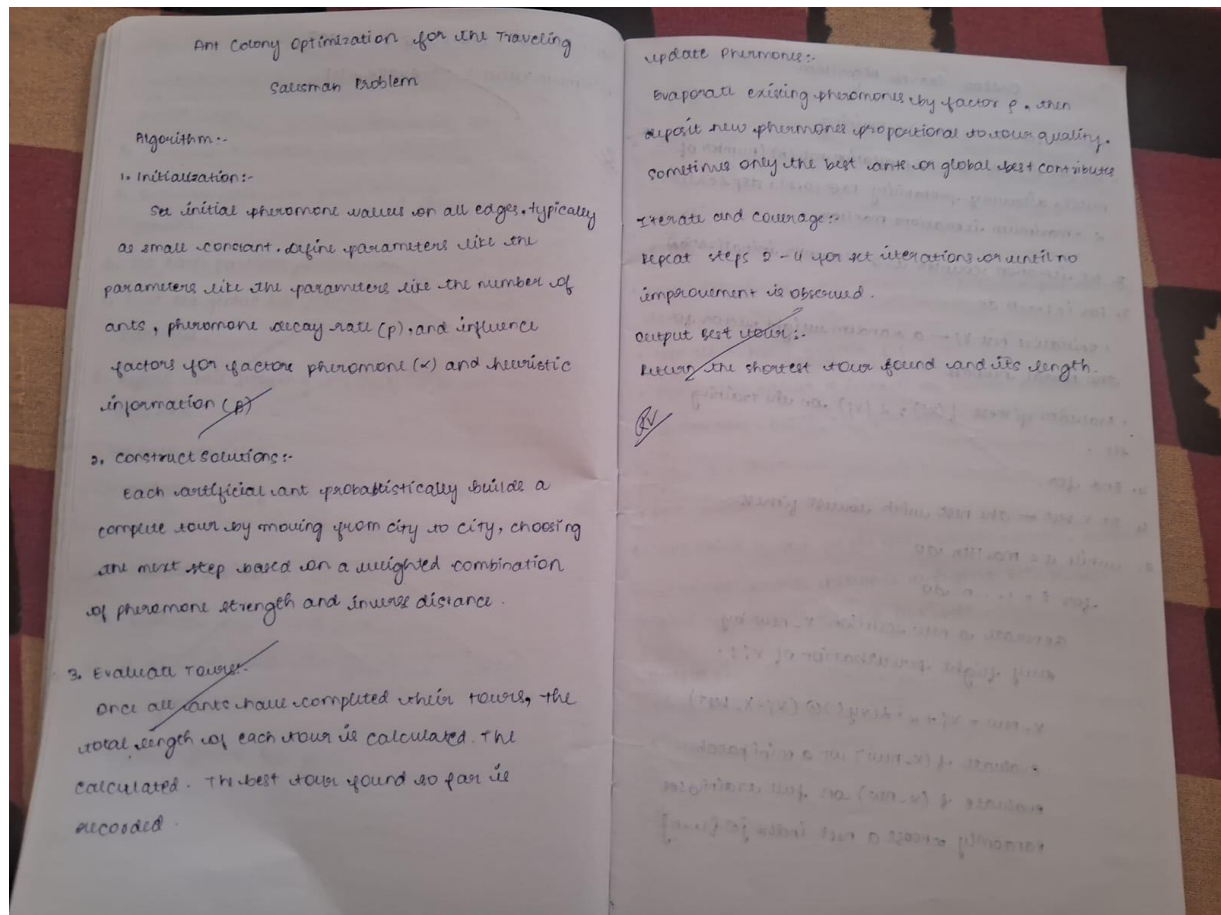 Ant Colony Optimization for the Traveling
Salesman Problem
Algorithm:-
1. Initialization:-
Set initial pheromone values on all edges, typically
as small constant. Define parameters like the
parameters like the parameters like the number of
ants, pheromone decay rate (p), and influence
factors for factors pheromone (α) and heuristic
information (β)
2. Construct Solutions:-
Each artificial ant probabtistically builds a
complete tour by moving from city to city, choosing
the mext step based on a weighted combination
of pheromone strength and inverse distance.
3. Evaluate Tours:-
Once all ants have completed their tours, the
total length of each tour is calculated. The
calculated. The best tour found so far is
recorded.
Update Phermones:-
Evaporate existing pheromones by factor ρ. then
deposit new phermones proportional to tour quality.
Sometimes only the best ants or global best contributes
Iterate and courage:-
Repeat steps 2-4 for set iterations or until no
improvement is observed.
Output Best tour:-
Return the shortest tour found and its length.